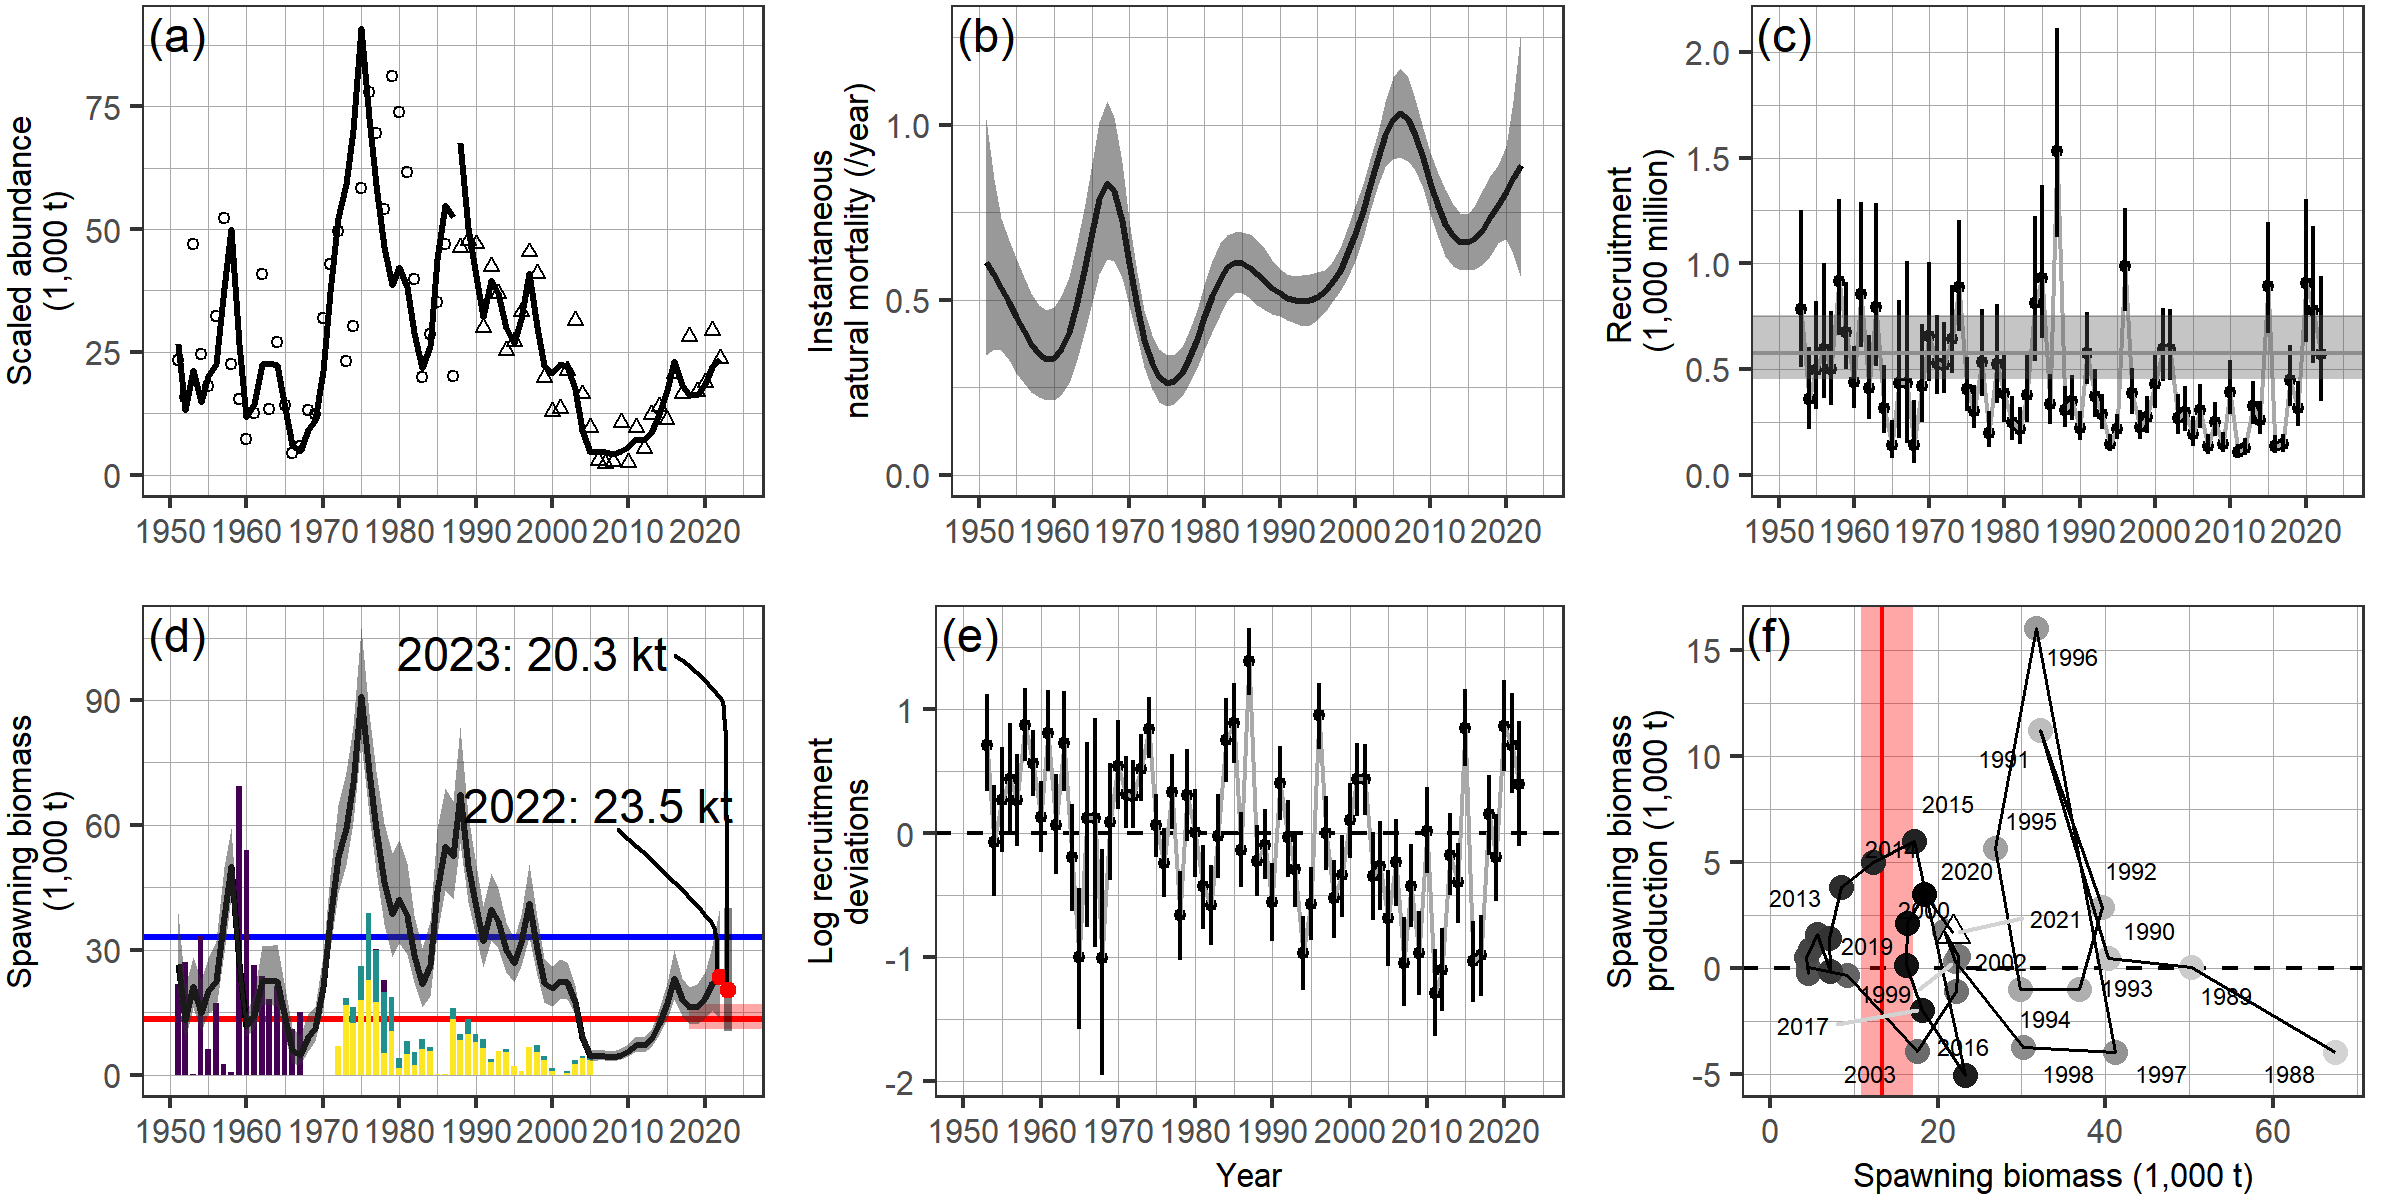 (a)
Scaled abundance
(1,000 t)
75
50
25
0
1950 1960 1970 1980 1990 2000 2010 2020
(b)
Instantaneous
natural mortality (/year)
1.0
0.5
0.0
1950 1960 1970 1980 1990 2000 2010 2020
(c)
Recruitment
(1,000 million)
2.0
1.5
1.0
0.5
0.0
1950 1960 1970 1980 1990 2000 2010 2020
(d)
Spawning biomass
(1,000 t)
90
60
30
0
2023: 20.3 kt
2022: 23.5 kt
1950 1960 1970 1980 1990 2000 2010 2020
(e)
Log recruitment
deviations
1
0
-1
-2
1950 1960 1970 1980 1990 2000 2010 2020
Year
(f)
Spawning biomass
production (1,000 t)
15
10
5
0
-5
1996
1991
2015
1995
2014
2020
1992
2013
2000
2021
1990
2019
2002
1999
1993
1989
2017
1994
2016
2003
1998
1997
1988
0 20 40 60
Spawning biomass (1,000 t)